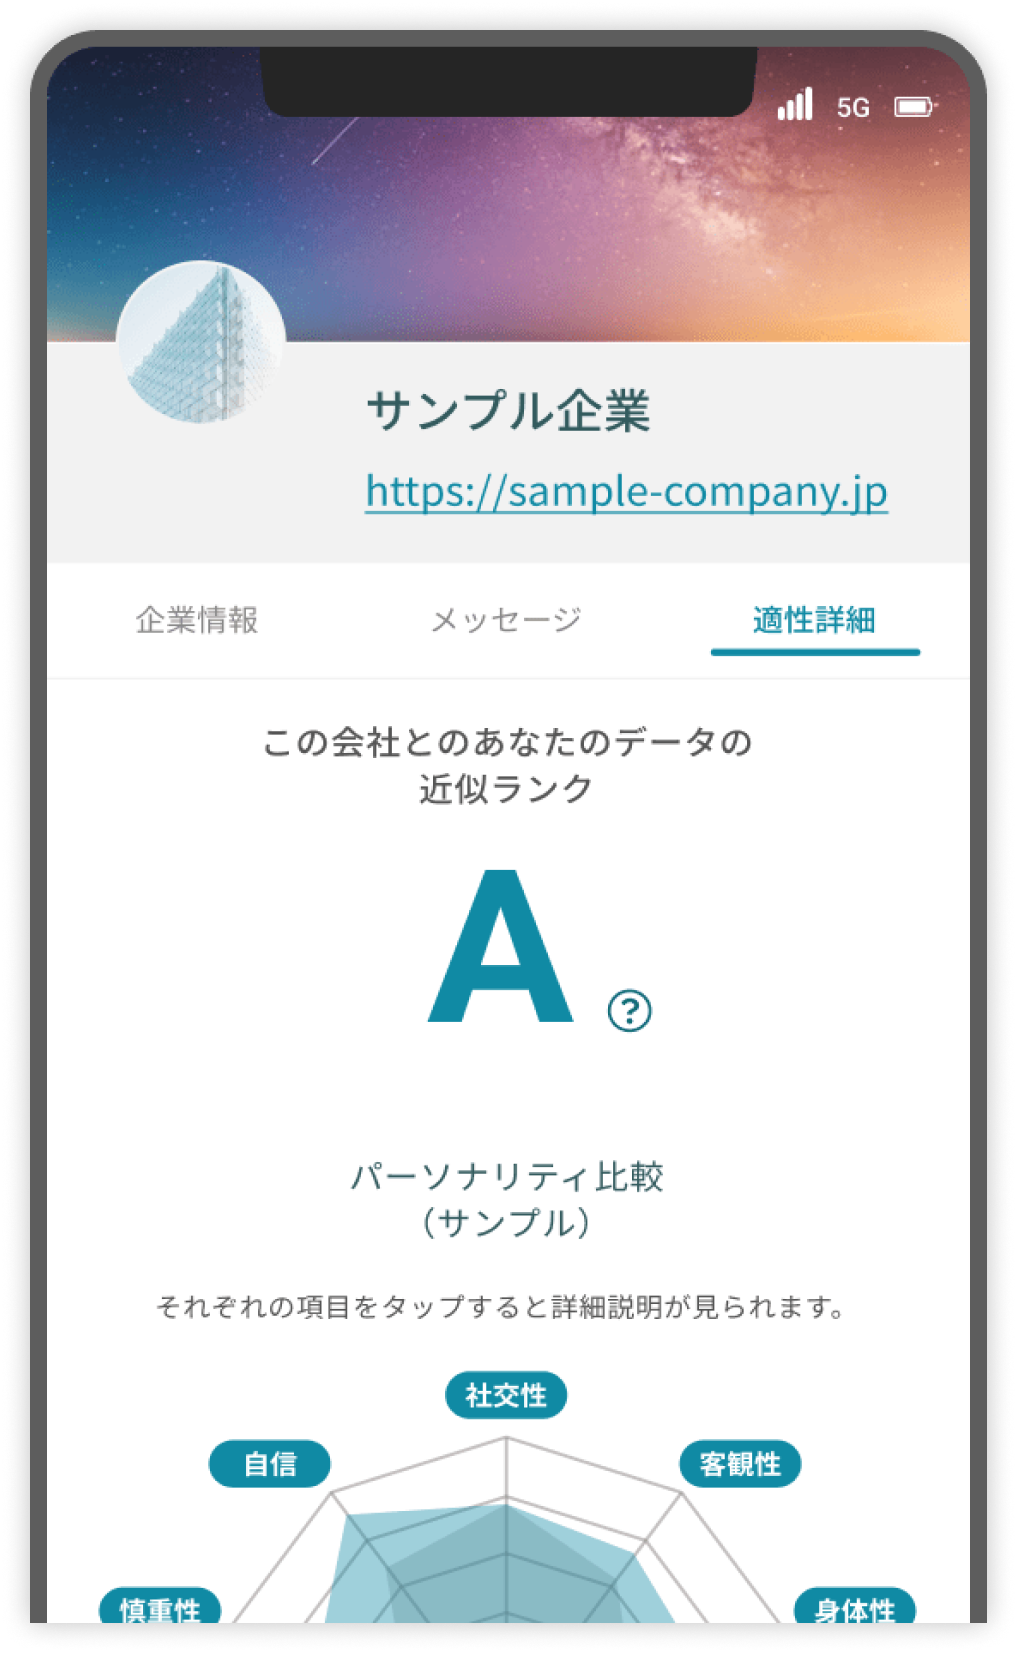 5G
サンプル企業
https://sample-company.jp
企業情報 メッセージ 適性詳細
この会社とのあなたのデータの
近似ランク
A ?
パーソナリティ比較
（サンプル）
それぞれの項目をタップすると詳細説明が見られます。
社交性
自信 客観性
慎重性 身体性